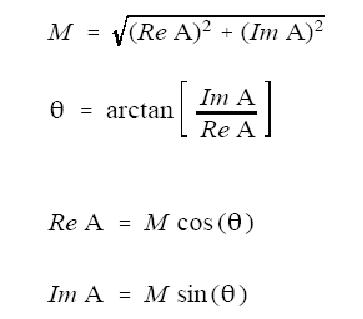 M = √(Re A)² + (Im A)²
θ = arctan [ Im A / Re A ]
Re A = M cos (θ)
Im A = M sin (θ)